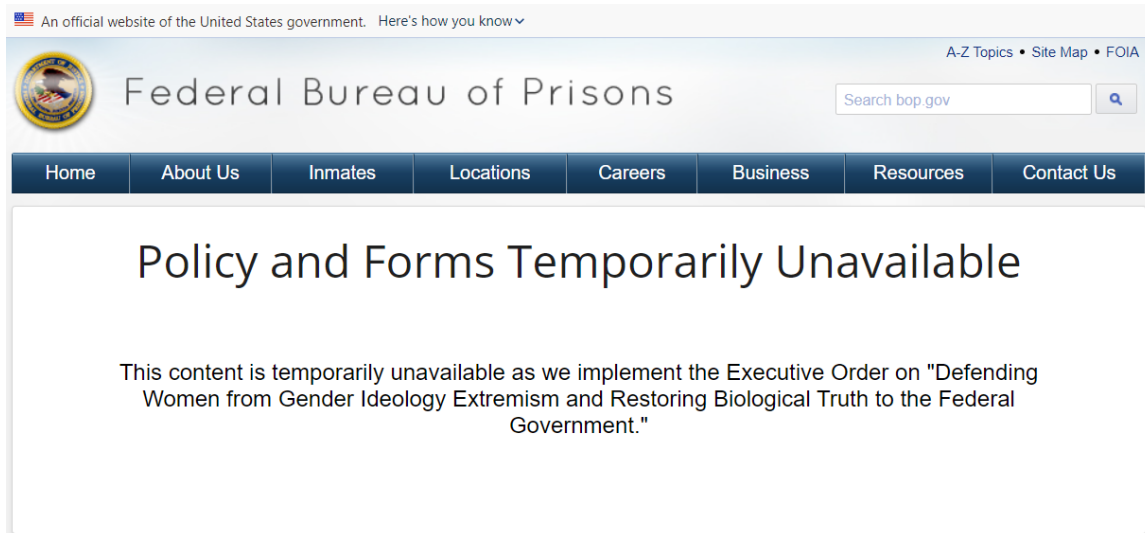 An official website of the United States government. Here's how you know
A-Z Topics • Site Map • FOIA
Federal Bureau of Prisons
Search bop.gov
Home About Us Inmates Locations Careers Business Resources Contact Us
Policy and Forms Temporarily Unavailable
This content is temporarily unavailable as we implement the Executive Order on "Defending
Women from Gender Ideology Extremism and Restoring Biological Truth to the Federal
Government."